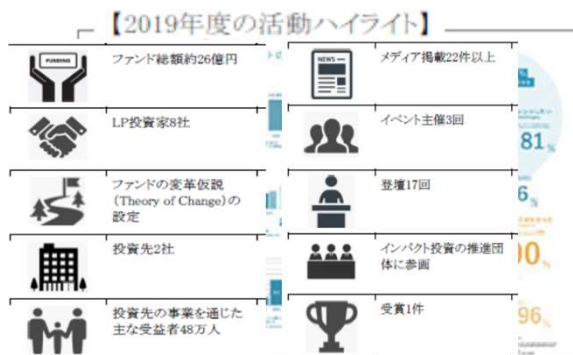 【2019年度の活動ハイライト】
FUNDING
ファンド総額約26億円
LP投資家8社
ファンドの変革仮説
(Theory of Change)の
設定
投資先2社
投資先の事業を通じた
主な受益者48万人
NEWS
メディア掲載22件以上
イベント主催3回
登壇17回
インパクト投資の推進団
体に参画
受賞1件
81%
6%
00%
96%